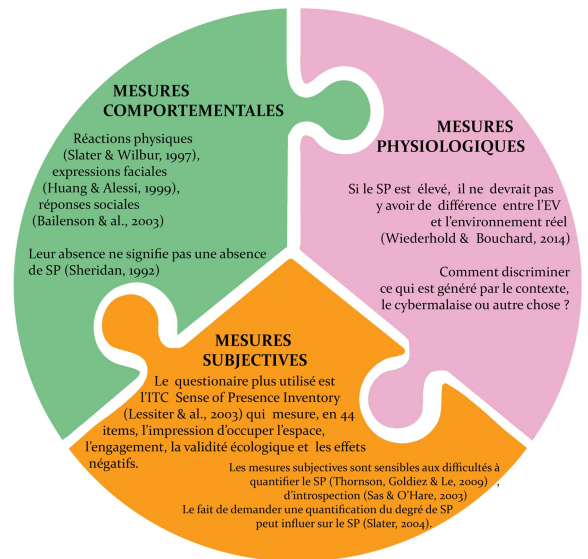 MESURES
COMPORTEMENTALES
Réactions physiques
(Slater & Wilbur, 1997),
expressions faciales
(Huang & Alessi, 1999),
réponses sociales
(Bailenson & al., 2003)
Leur absence ne signifie pas une absence
de SP (Sheridan, 1992)
MESURES
PHYSIOLOGIQUES
Si le SP est élevé, il ne devrait pas
y avoir de différence entre l'EV
et l'environnement réel
(Wiederhold & Bouchard, 2014)
Comment discriminer
ce qui est généré par le contexte,
le cybermalaise ou autre chose ?
MESURES
SUBJECTIVES
Le questionaire plus utilisé est
l'ITC Sense of Presence Inventory
(Lessiter & al., 2003) qui mesure, en 44
items, l'impression d'occuper l'espace,
l'engagement, la validité écologique et les effets
négatifs.
Les mesures subjectives sont sensibles aux difficultés à
quantifier le SP (Thornson, Goldiez & Le, 2009) ,
d'introspection (Sas & O'Hare, 2003)
Le fait de demander une quantification du degré de SP
peut influer sur le SP (Slater, 2004).